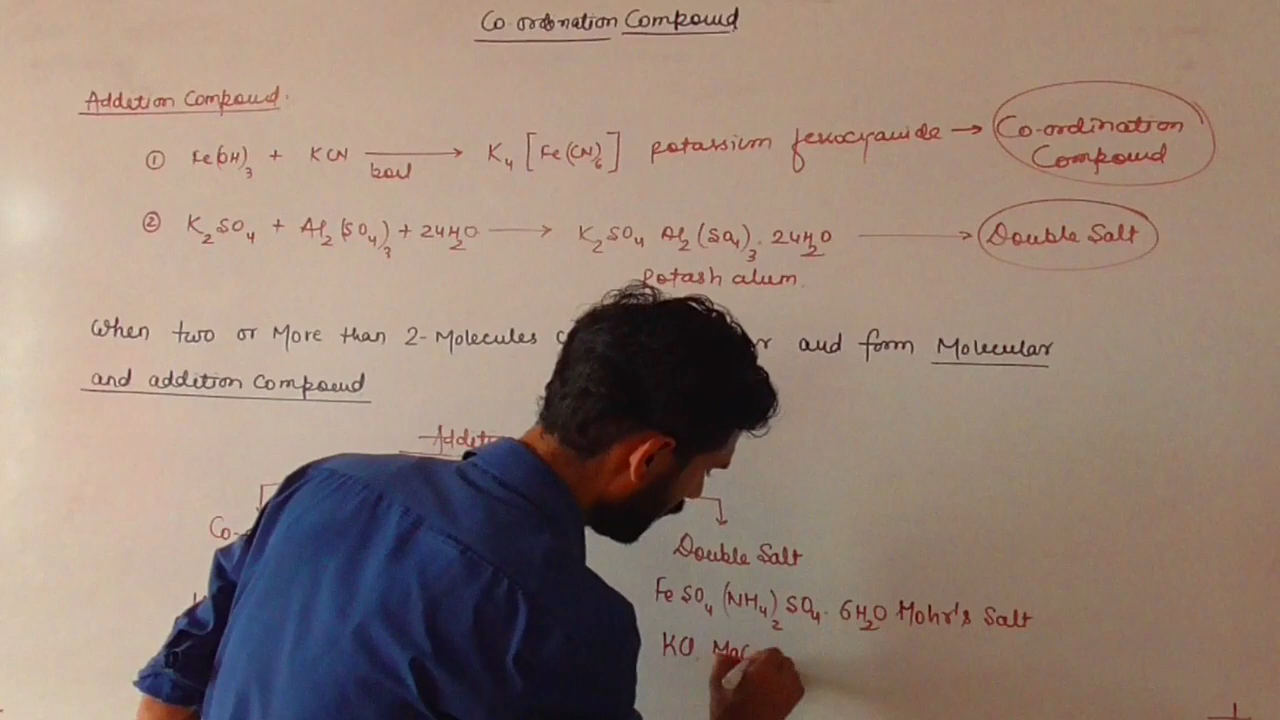 Co-ordination Compound
Addition Compound.
① Fe(OH)₃ + KCN boil → K₄ [Fe(CN)₆] potassium ferrocyanide → Co-ordination Compound
② K₂SO₄ + Al₂(SO₄)₃ + 24H₂O → K₂SO₄ Al₂(SO₄)₃ . 24H₂O → Double Salt
Potash alum
When two or More than 2-Molecules and form Molecular
and addition Compound
Co-
Double Salt
FeSO₄ (NH₄)₂SO₄ . 6H₂O Mohr's Salt
KCl